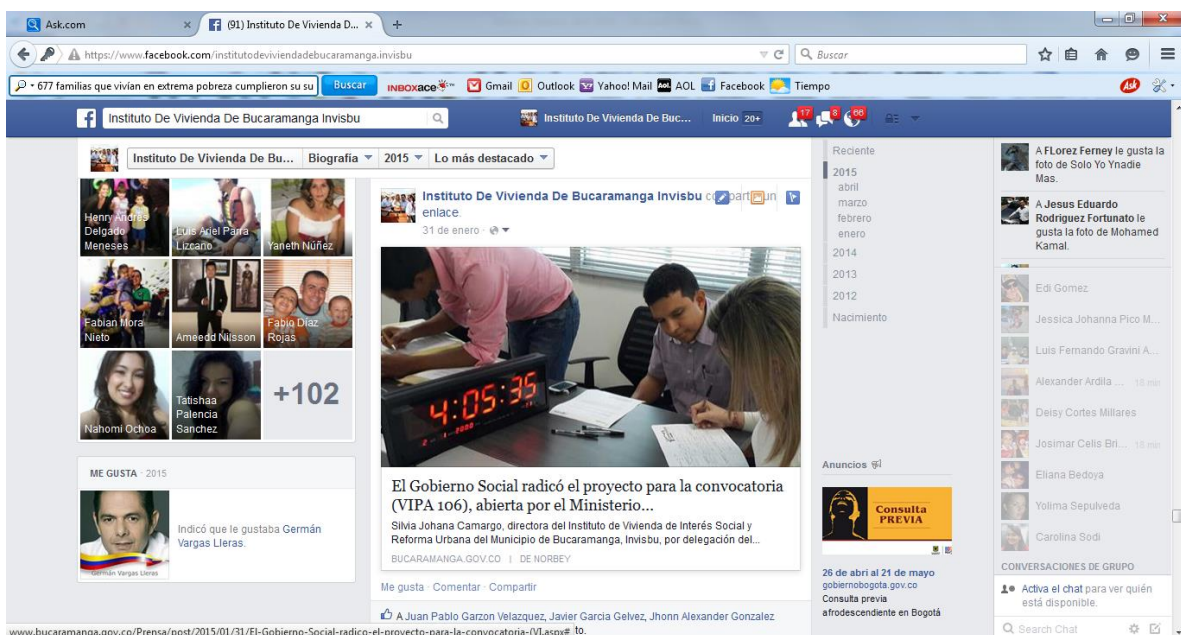 Ask.com
(91) Instituto De Vivienda D...
https://www.facebook.com/institutodeviviendadebucaramanga.invisbu
Buscar
677 familias que vivían en extrema pobreza cumplieron su su
Buscar
INBOXace
Gmail
Outlook
Yahoo! Mail
AOL
Facebook
Tiempo
Ask
Instituto De Vivienda De Bucaramanga Invisbu
Instituto De Vivienda De Buc...
Inicio 20+
17
8
66
Instituto De Vivienda De Bu...
Biografía
2015
Lo más destacado
Henry Andrés
Delgado
Meneses
Luis Ariel Parra
Lizcano
Yaneth Núñez
Fabian Mora
Nieto
Ameedd Nilsson
Fabio Diaz
Rojas
Nahomi Ochoa
Tatishaa
Palencia
Sanchez
+102
ME GUSTA · 2015
Indicó que le gustaba Germán
Vargas Lleras.
Germán Vargas Lleras
Instituto De Vivienda De Bucaramanga Invisbu
enlace.
31 de enero ·
4:05:35
El Gobierno Social radicó el proyecto para la convocatoria
(VIPA 106), abierta por el Ministerio...
Silvia Johana Camargo, directora del Instituto de Vivienda de Interés Social y
Reforma Urbana del Municipio de Bucaramanga, Invisbu, por delegación del...
BUCARAMANGA.GOV.CO | DE NORBEY
Me gusta · Comentar · Compartir
A Juan Pablo Garzon Velazquez, Javier Garcia Gelvez, Jhonn Alexander Gonzalez
to.
www.bucaramanga.gov.co/Prensa/post/2015/01/31/El-Gobierno-Social-radico-el-proyecto-para-la-convocatoria-(VI.aspx#
Reciente
2015
abril
marzo
febrero
enero
2014
2013
2012
Nacimiento
Anuncios
Consulta
PREVIA
26 de abri al 21 de mayo
gobiernobogota.gov.co
Consulta previa
afrodescendiente en Bogotá
A FLorez Ferney le gusta la
foto de Solo Yo Ynadie
Mas.
A Jesus Eduardo
Rodriguez Fortunato le
gusta la foto de Mohamed
Kamal.
Edi Gomez
Jessica Johanna Pico M...
Luis Fernando Gravini A...
Alexander Ardila ... 18 min
Deisy Cortes Millares
Josimar Celis Bri... 18 min
Eliana Bedoya
Yolima Sepulveda
Carolina Sodi
CONVERSACIONES DE GRUPO
Activa el chat para ver quién
está disponible.
Search Chat